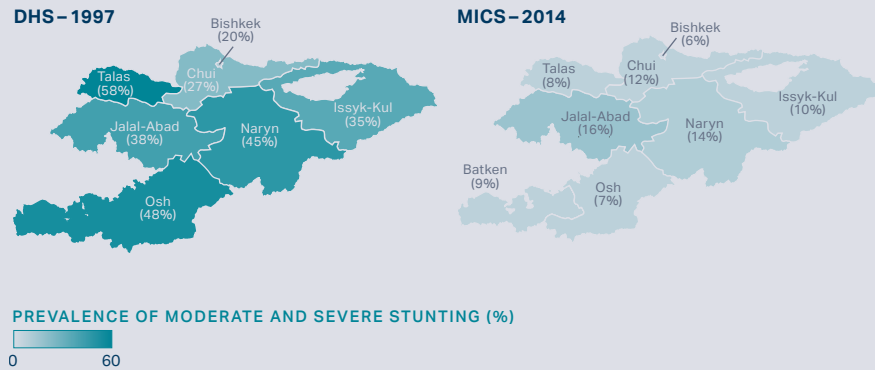 DHS–1997
Bishkek
(20%)
Talas
(58%)
Chui
(27%)
Issyk-Kul
(35%)
Jalal-Abad
(38%)
Naryn
(45%)
Osh
(48%)
MICS–2014
Bishkek
(6%)
Talas
(8%)
Chui
(12%)
Issyk-Kul
(10%)
Jalal-Abad
(16%)
Naryn
(14%)
Batken
(9%)
Osh
(7%)
PREVALENCE OF MODERATE AND SEVERE STUNTING (%)
0 60